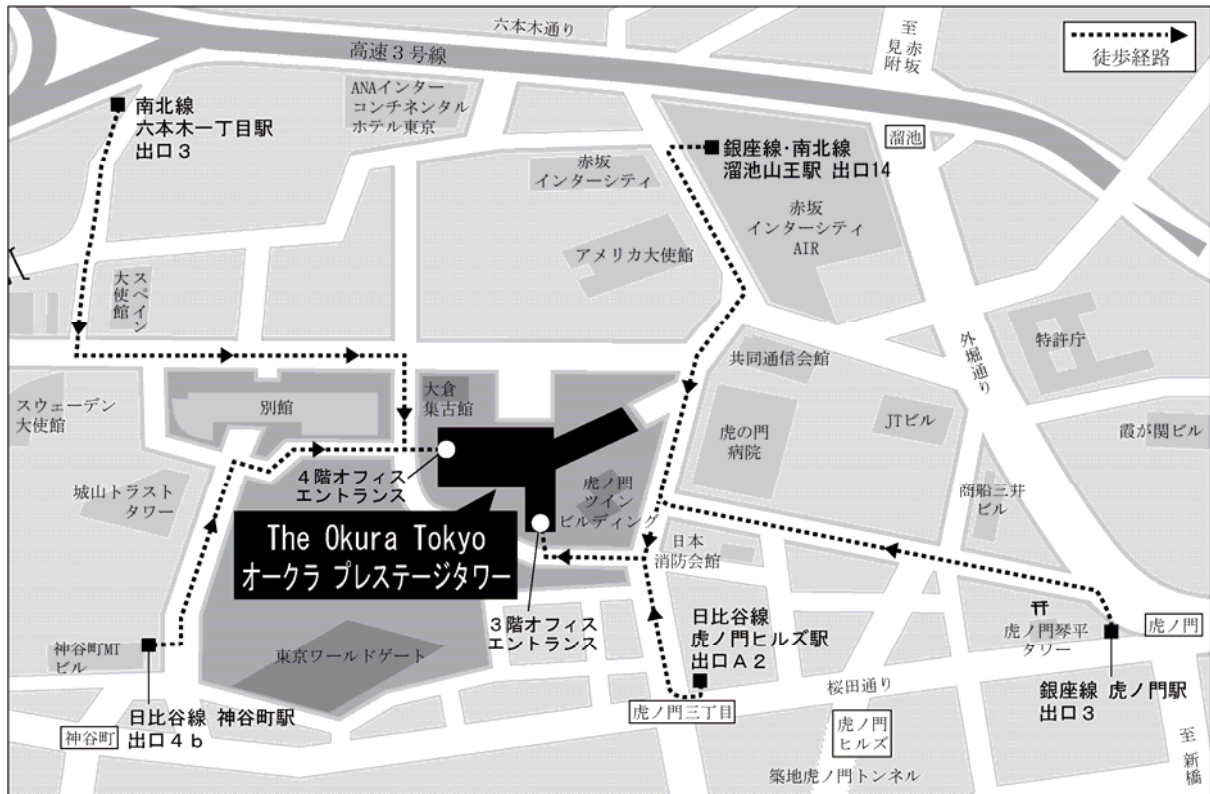 六本木通り
高速3号線
至 赤坂
見附
徒歩経路
ANAインター
コンチネンタル
ホテル東京
南北線
六本木一丁目駅
出口3
溜池
銀座線・南北線
溜池山王駅 出口14
赤坂
インターシティ
赤坂
インターシティ
AIR
アメリカ大使館
スペイン
大使館
外堀通り
特許庁
共同通信会館
大倉
集古館
別館
スウェーデン
大使館
虎の門
病院
JTビル
霞が関ビル
4階オフィス
エントランス
城山トラスト
タワー
虎ノ門
ツイン
ビルディング
商船三井
ビル
The Okura Tokyo
オークラ プレステージタワー
日本
消防会館
3階オフィス
エントランス
日比谷線
虎ノ門ヒルズ駅
出口A2
虎ノ門琴平
タワー
虎ノ門
神谷町MT
ビル
東京ワールドゲート
桜田通り
銀座線 虎ノ門駅
出口3
日比谷線 神谷町駅
出口4b
神谷町
虎ノ門三丁目
虎ノ門
ヒルズ
至 新橋
築地虎ノ門トンネル